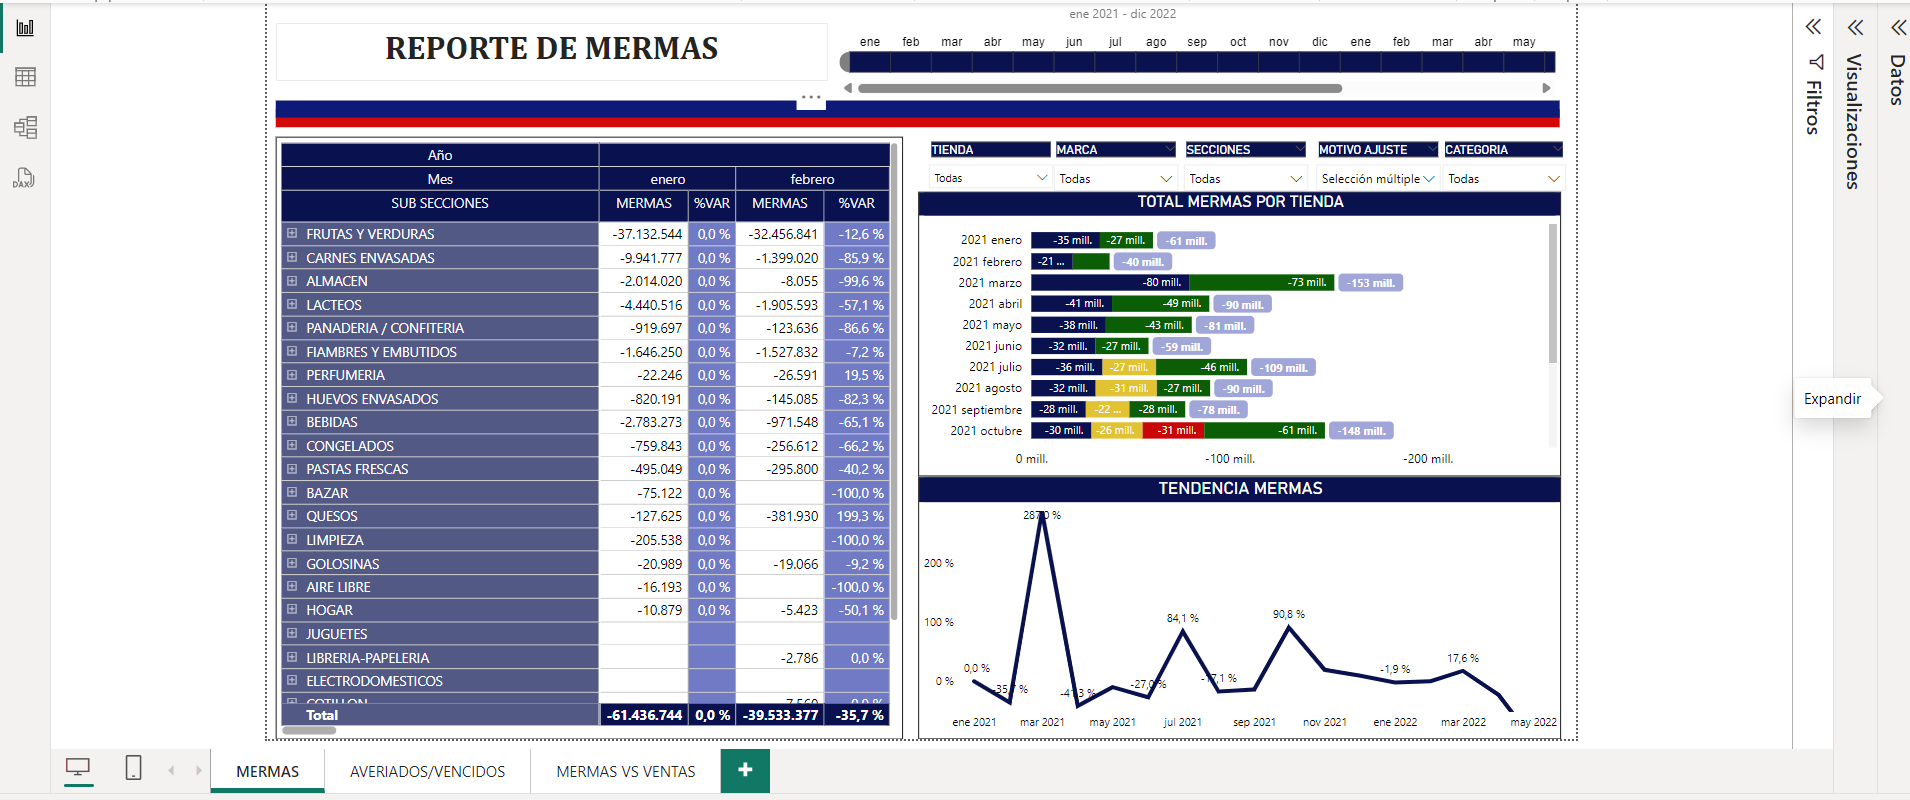 ene 2021 - dic 2022
REPORTE DE MERMAS
ene feb mar abr may jun jul ago sep oct nov dic ene feb mar abr may
Filtros
Visualizaciones
Datos
Año
Mes enero febrero
SUB SECCIONES MERMAS %VAR MERMAS %VAR
FRUTAS Y VERDURAS -37.132.544 0,0 % -32.456.841 -12,6 %
CARNES ENVASADAS -9.941.777 0,0 % -1.399.020 -85,9 %
ALMACEN -2.014.020 0,0 % -8.055 -99,6 %
LACTEOS -4.440.516 0,0 % -1.905.593 -57,1 %
PANADERIA / CONFITERIA -919.697 0,0 % -123.636 -86,6 %
FIAMBRES Y EMBUTIDOS -1.646.250 0,0 % -1.527.832 -7,2 %
PERFUMERIA -22.246 0,0 % -26.591 19,5 %
HUEVOS ENVASADOS -820.191 0,0 % -145.085 -82,3 %
BEBIDAS -2.783.273 0,0 % -971.548 -65,1 %
CONGELADOS -759.843 0,0 % -256.612 -66,2 %
PASTAS FRESCAS -495.049 0,0 % -295.800 -40,2 %
BAZAR -75.122 0,0 % -100,0 %
QUESOS -127.625 0,0 % -381.930 199,3 %
LIMPIEZA -205.538 0,0 % -100,0 %
GOLOSINAS -20.989 0,0 % -19.066 -9,2 %
AIRE LIBRE -16.193 0,0 % -100,0 %
HOGAR -10.879 0,0 % -5.423 -50,1 %
JUGUETES
LIBRERIA-PAPELERIA -2.786 0,0 %
ELECTRODOMESTICOS
COTILLON -7.560 0,0 %
Total -61.436.744 0,0 % -39.533.377 -35,7 %
TIENDA MARCA SECCIONES MOTIVO AJUSTE CATEGORIA
Todas Todas Todas Selección múltiple Todas
TOTAL MERMAS POR TIENDA
2021 enero -35 mill. -27 mill. -61 mill.
2021 febrero -21 ... -40 mill.
2021 marzo -80 mill. -73 mill. -153 mill.
2021 abril -41 mill. -49 mill. -90 mill.
2021 mayo -38 mill. -43 mill. -81 mill.
2021 junio -32 mill. -27 mill. -59 mill.
2021 julio -36 mill. -27 mill. -46 mill. -109 mill.
2021 agosto -32 mill. -31 mill. -27 mill. -90 mill.
2021 septiembre -28 mill. -22 ... -28 mill. -78 mill.
2021 octubre -30 mill. -26 mill. -31 mill. -61 mill. -148 mill.
0 mill. -100 mill. -200 mill.
TENDENCIA MERMAS
287,0 %
200 %
100 %
0 %
0,0 % -35,7 % -41,3 % -27,0 % 84,1 % -17,1 % 90,8 % -1,9 % 17,6 %
ene 2021 mar 2021 may 2021 jul 2021 sep 2021 nov 2021 ene 2022 mar 2022 may 2022
Expandir
MERMAS AVERIADOS/VENCIDOS MERMAS VS VENTAS +